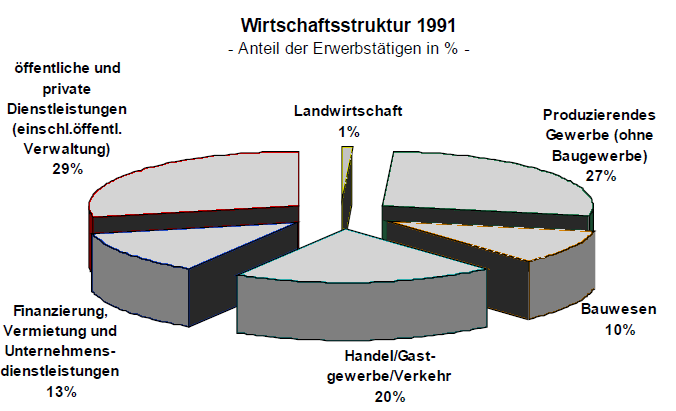 Wirtschaftsstruktur 1991
- Anteil der Erwerbstätigen in % -
öffentliche und
private
Dienstleistungen
(einschl.öffentl.
Verwaltung)
29%
Landwirtschaft
1%
Produzierendes
Gewerbe (ohne
Baugewerbe)
27%
Finanzierung,
Vermietung und
Unternehmens-
dienstleistungen
13%
Handel/Gast-
gewerbe/Verkehr
20%
Bauwesen
10%